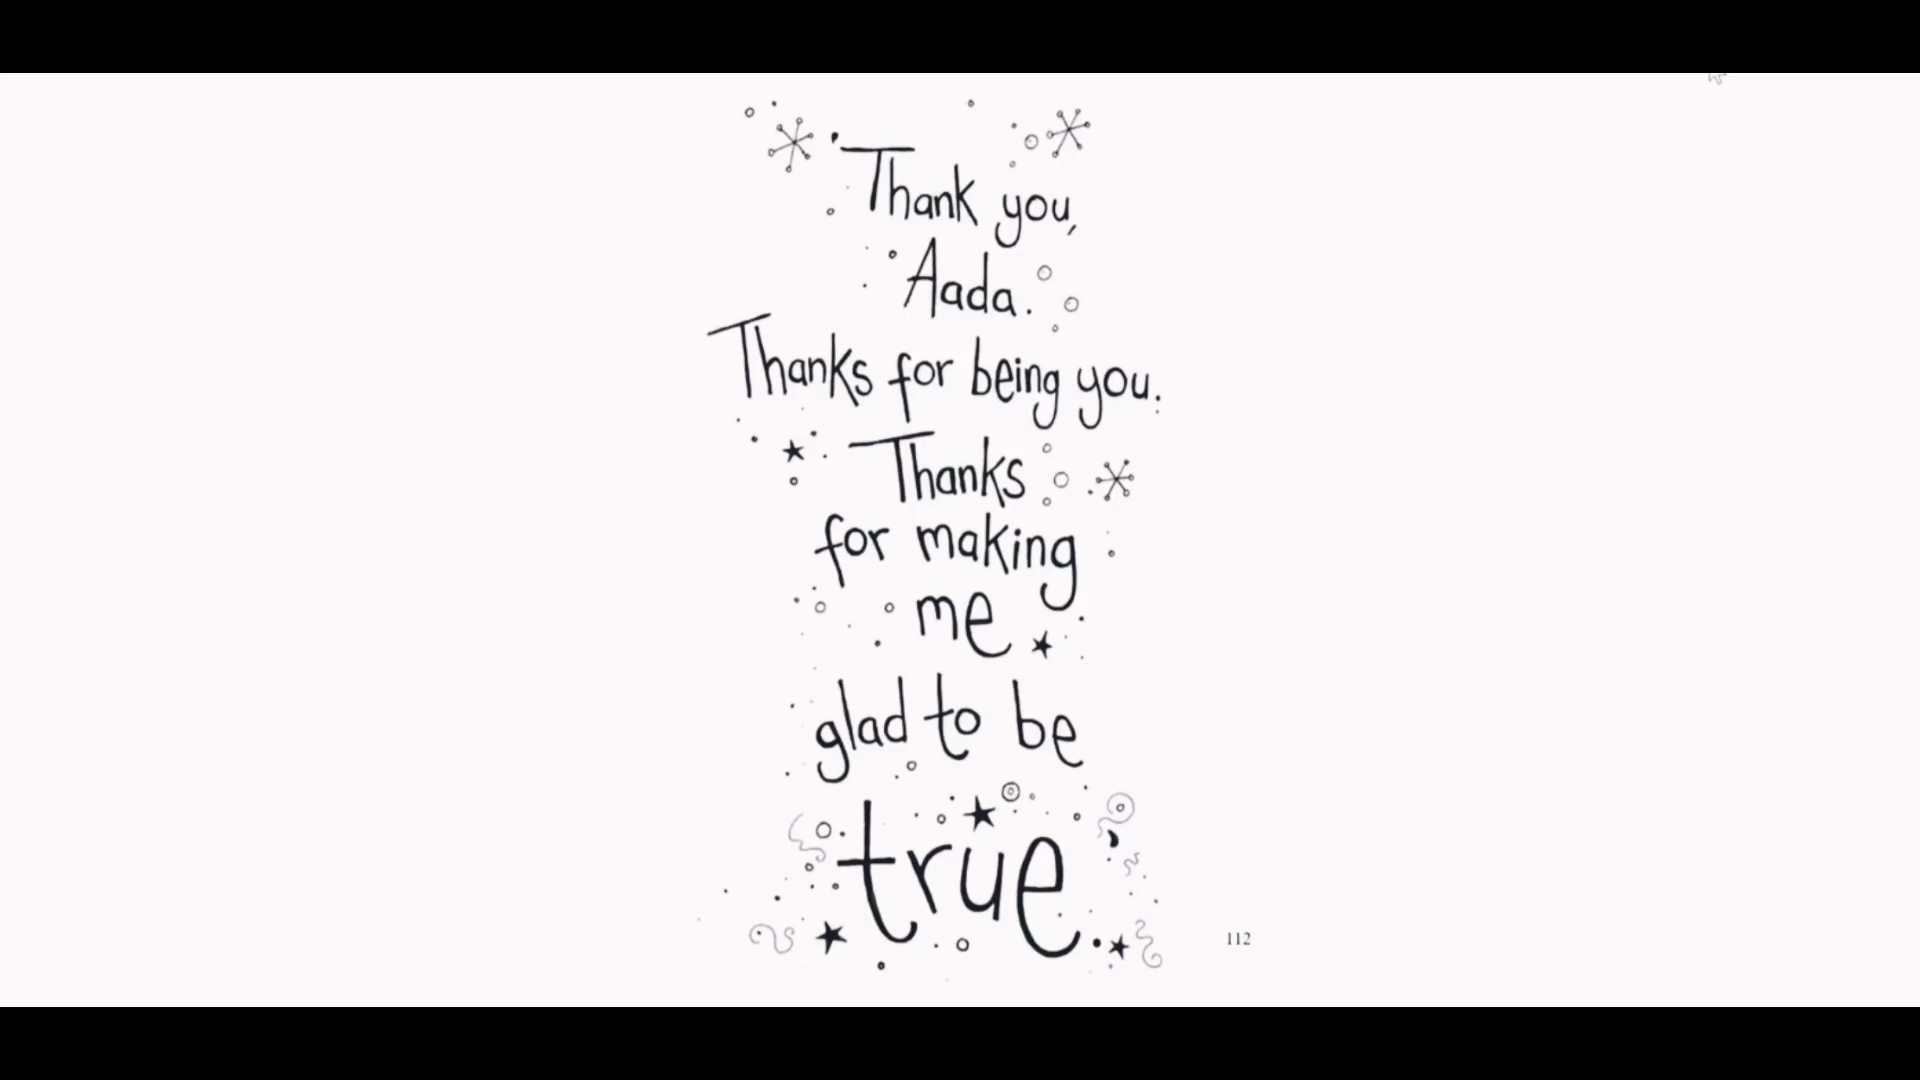 Thank you,
Aada.
Thanks for being you.
Thanks
for making
me
glad to be
true.
112